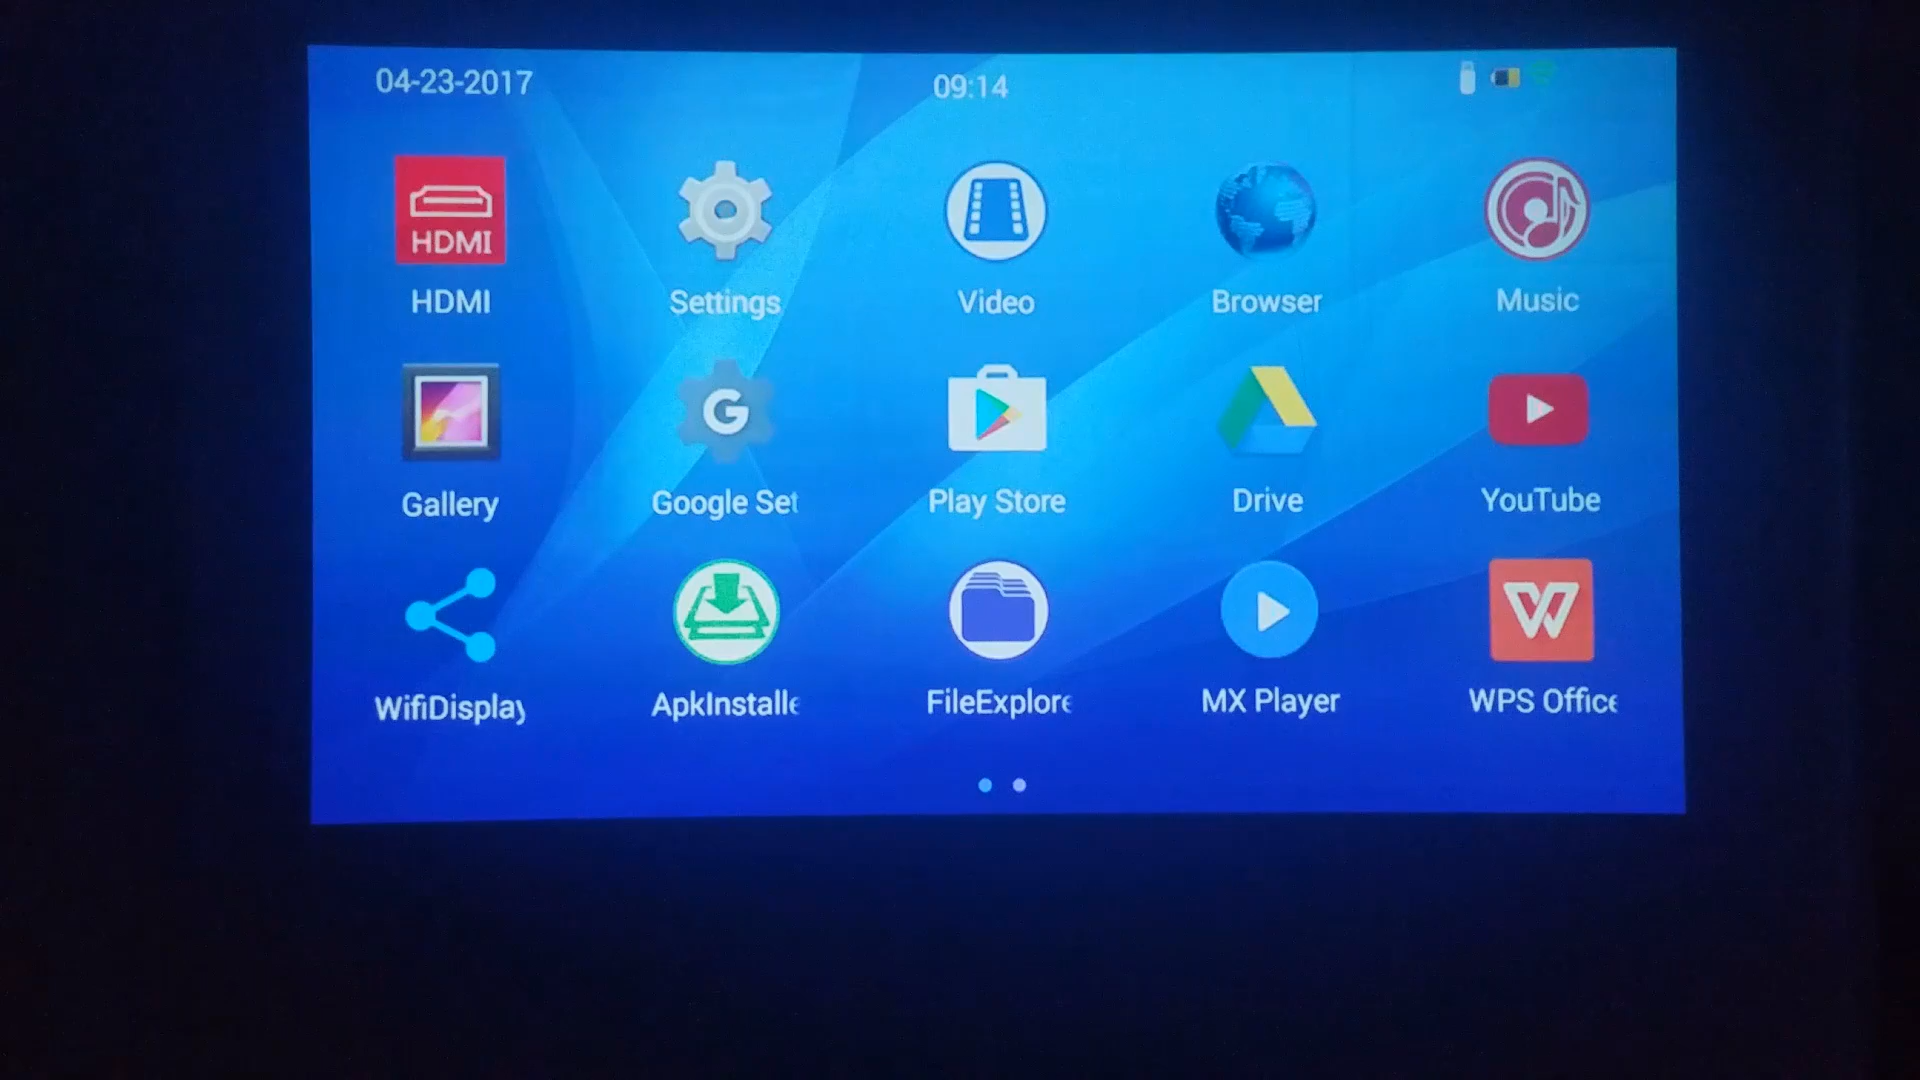 04-23-2017 09:14
HDMI
HDMI Settings Video Browser Music
G
Gallery Google Set Play Store Drive YouTube
W
WifiDisplay ApkInstalle FileExplore MX Player WPS Office